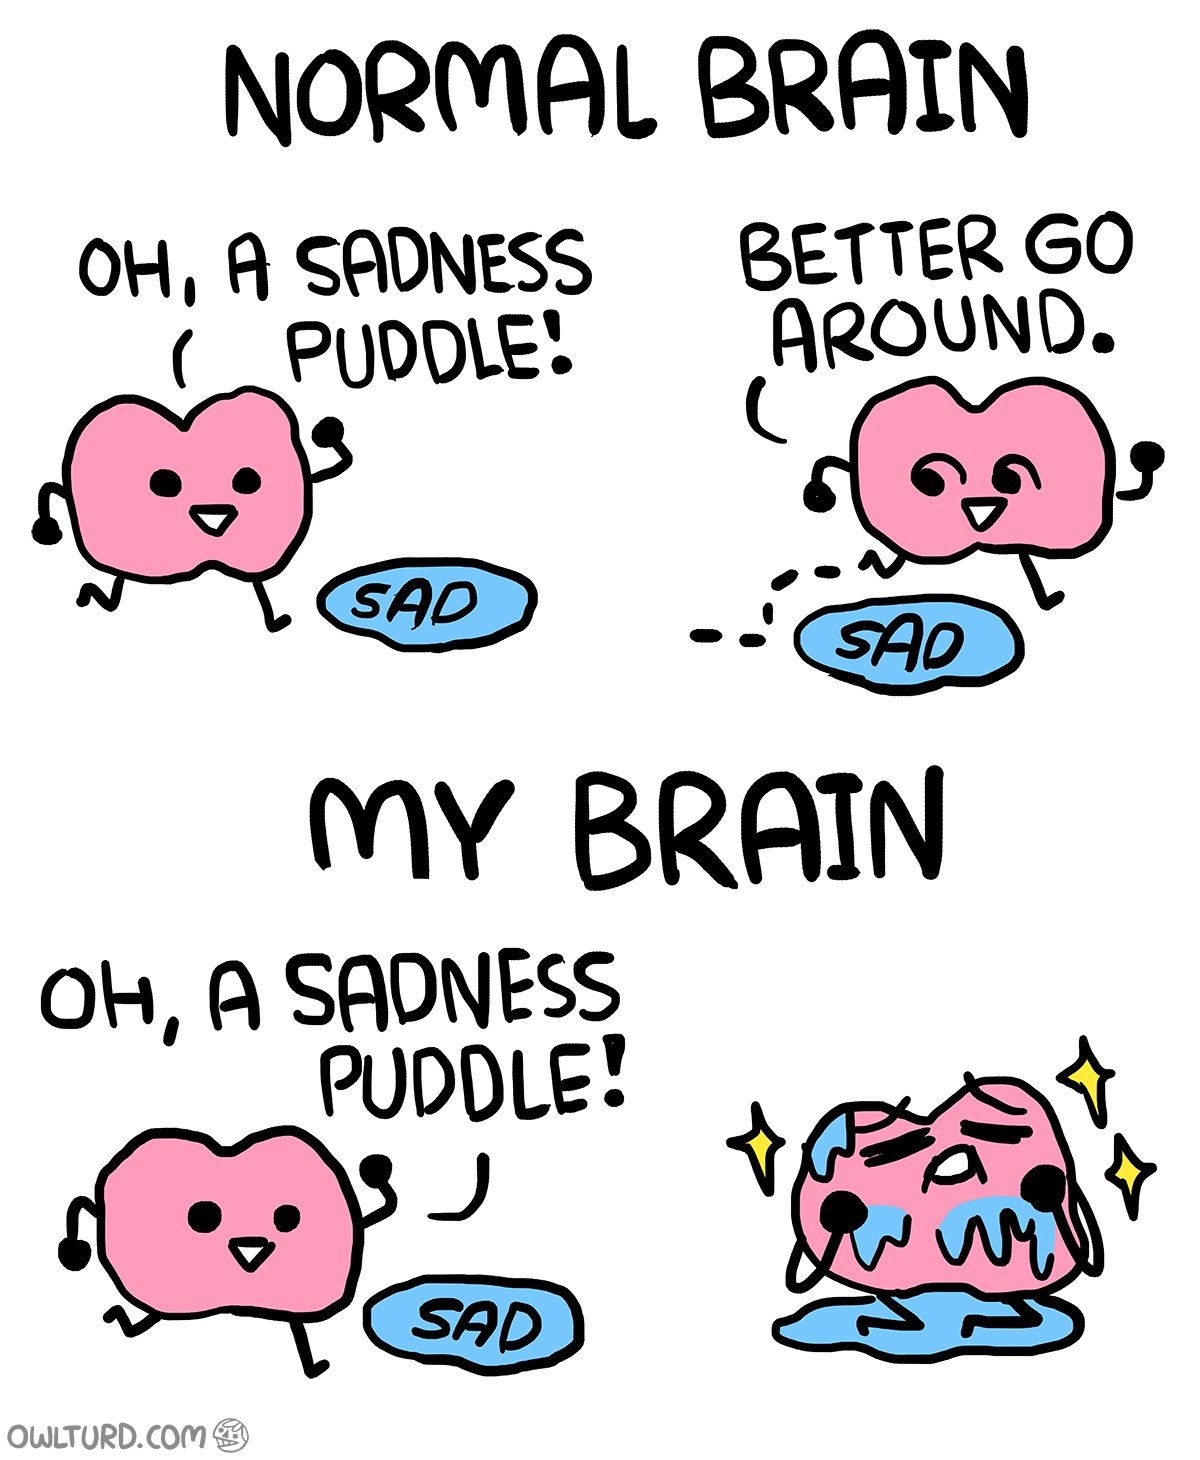 NORMAL BRAIN
OH, A SADNESS
PUDDLE!
BETTER GO
AROUND.
SAD
SAD
MY BRAIN
OH, A SADNESS
PUDDLE!
SAD
OWLTURD.COM